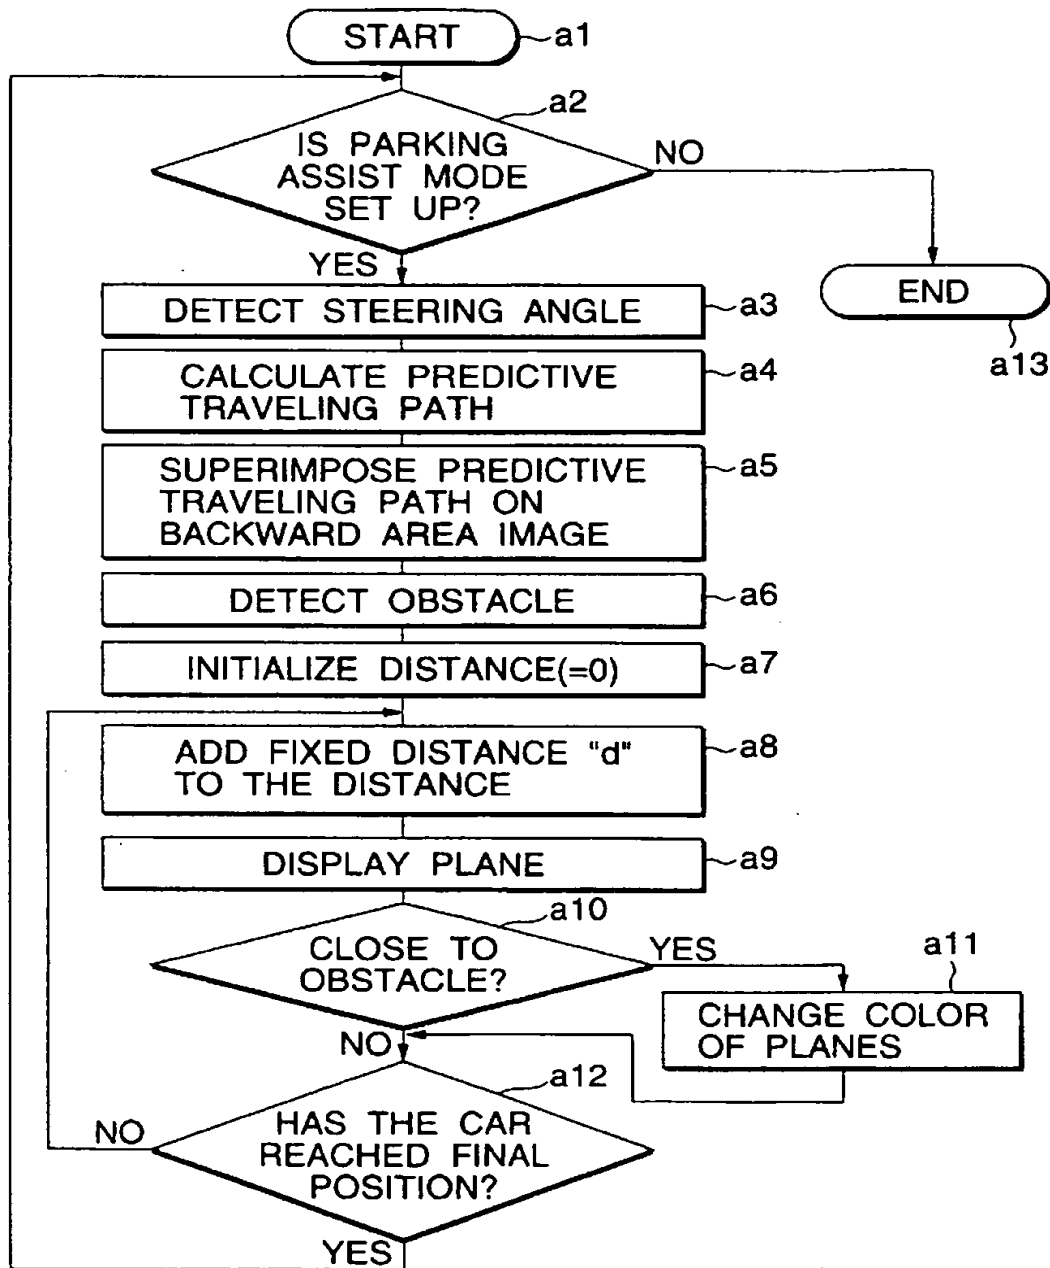 START
a1
a2
IS PARKING
ASSIST MODE
SET UP?
NO
YES
END
a13
DETECT STEERING ANGLE
a3
CALCULATE PREDICTIVE
TRAVELING PATH
a4
SUPERIMPOSE PREDICTIVE
TRAVELING PATH ON
BACKWARD AREA IMAGE
a5
DETECT OBSTACLE
a6
INITIALIZE DISTANCE(=0)
a7
ADD FIXED DISTANCE "d"
TO THE DISTANCE
a8
DISPLAY PLANE
a9
a10
CLOSE TO
OBSTACLE?
YES
a11
CHANGE COLOR
OF PLANES
NO
a12
HAS THE CAR
REACHED FINAL
POSITION?
NO
YES